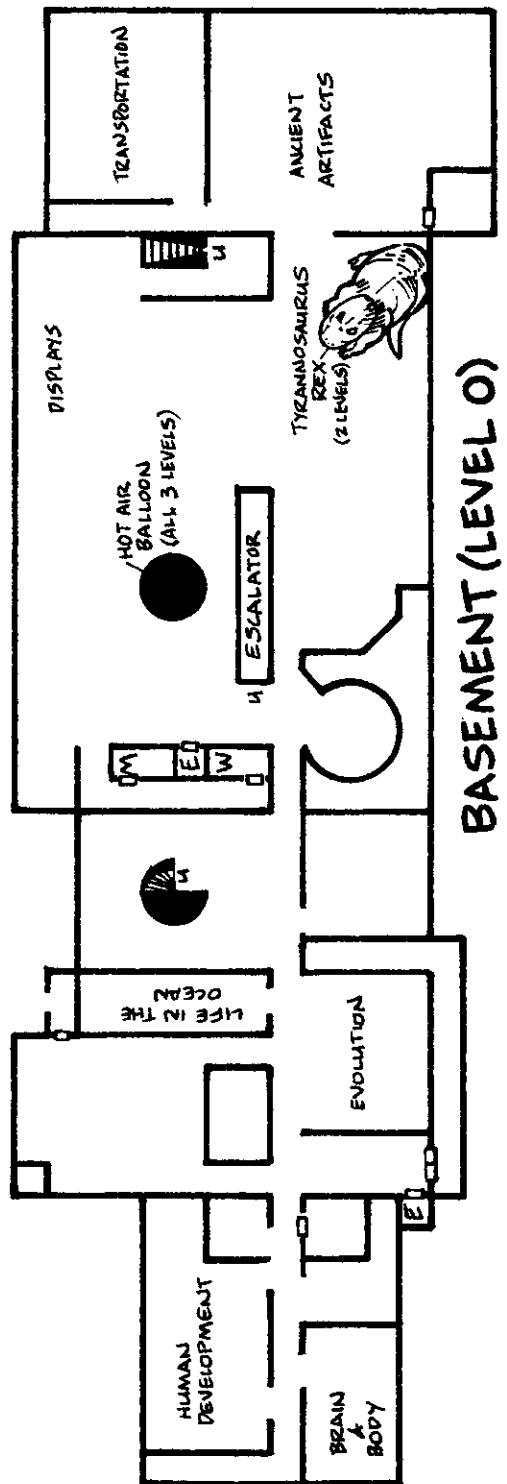 HUMAN
DEVELOPMENT
BRAIN
&
BODY
E
EVOLUTION
LIFE IN THE
OCEAN
U
M
E
W
U
ESCALATOR
HOT AIR
BALLOON
(ALL 3 LEVELS)
DISPLAYS
U
TYRANNOSAURUS
REX
(2 LEVELS)
TRANSPORTATION
ANCIENT
ARTIFACTS
BASEMENT (LEVEL 0)